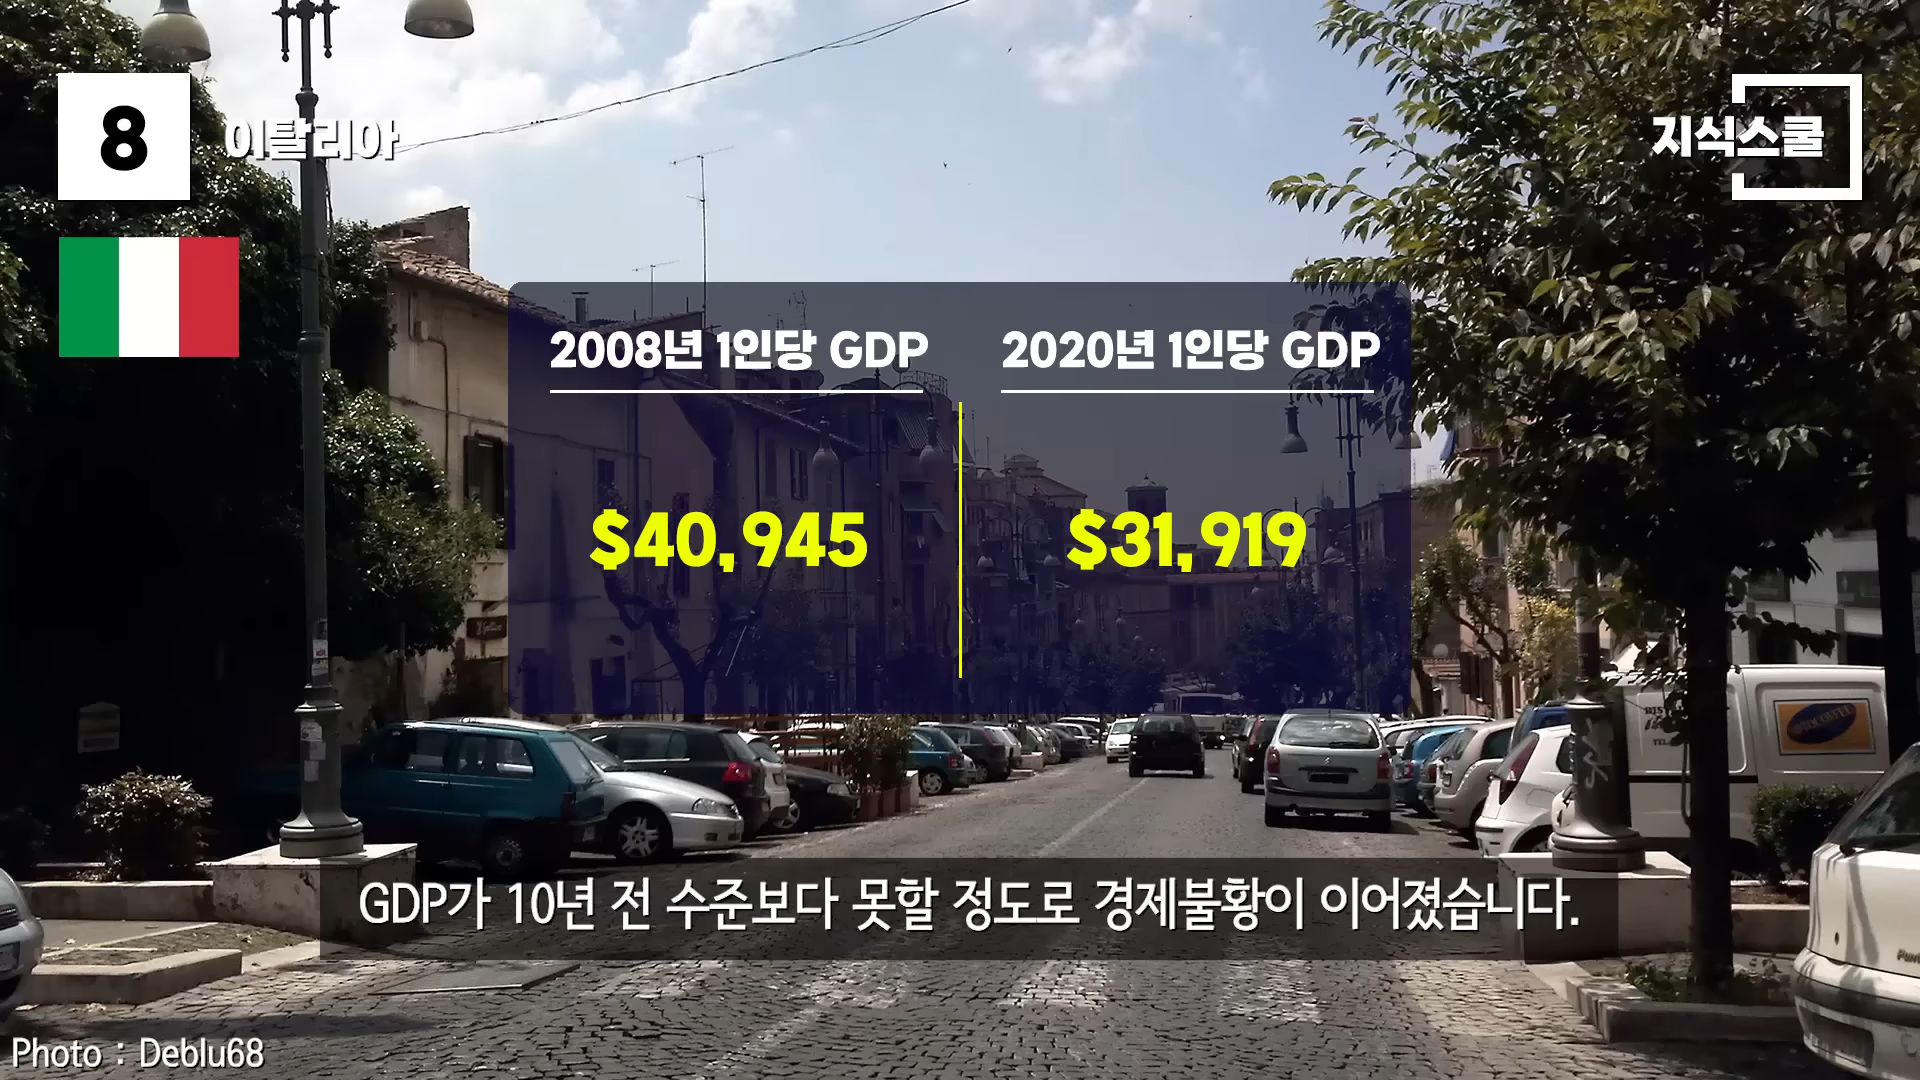 8
이탈리아
지식스쿨
2008년 1인당 GDP
2020년 1인당 GDP
$40,945
$31,919
GDP가 10년 전 수준보다 못할 정도로 경제불황이 이어졌습니다.
Photo : Deblu68